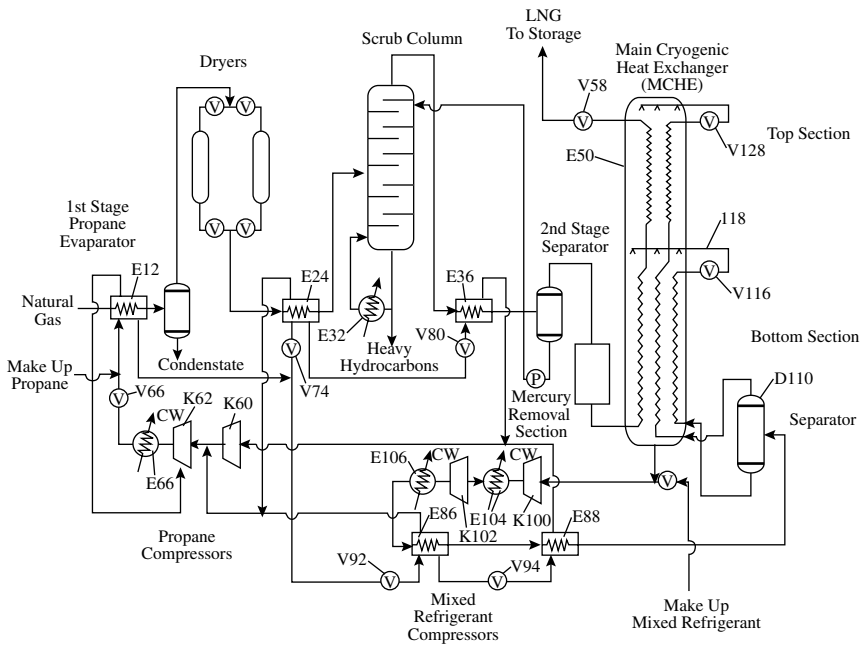 LNG
To Storage
Scrub Column
Main Cryogenic
Heat Exchanger
(MCHE)
Dryers
V58
V
V
V
V
V128
Top Section
E50
1st Stage
Propane
Evaporator
2nd Stage
Separator
118
V
V
E12
E24
E36
V
V116
Natural
Gas
E32
V80
Bottom Section
Heavy
Hydrocarbons
V
V
Condenstate
Make Up
Propane
V74
P
Mercury
Removal
Section
D110
V66
V
K62
K60
CW
Separator
E66
E106
CW
CW
V
E104
K100
K102
E86
E88
Propane
Compressors
V92
V
V94
V
Mixed
Refrigerant
Compressors
Make Up
Mixed Refrigerant